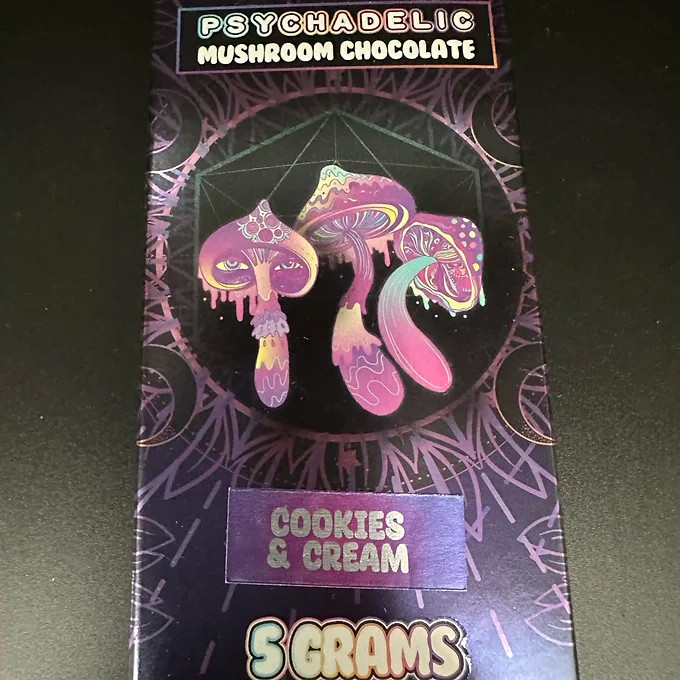 PSYCHADELIC
MUSHROOM CHOCOLATE
COOKIES
& CREAM
5 GRAMS